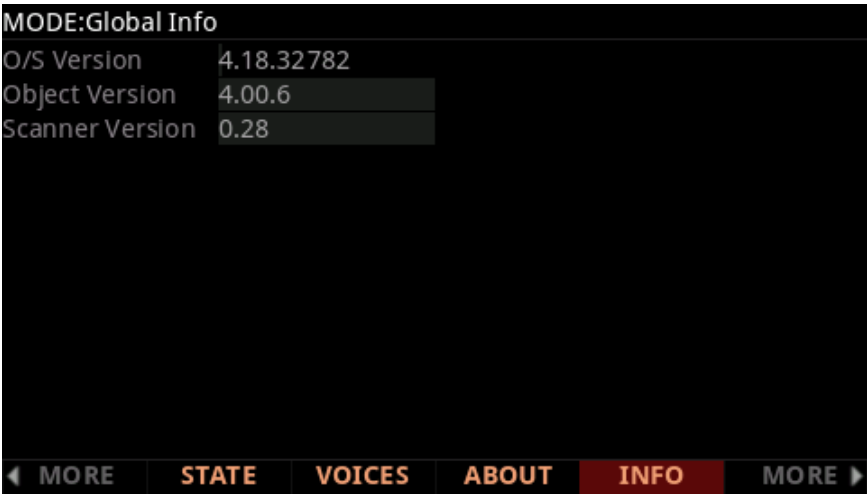 MODE:Global Info
O/S Version 4.18.32782
Object Version 4.00.6
Scanner Version 0.28
MORE STATE VOICES ABOUT INFO MORE